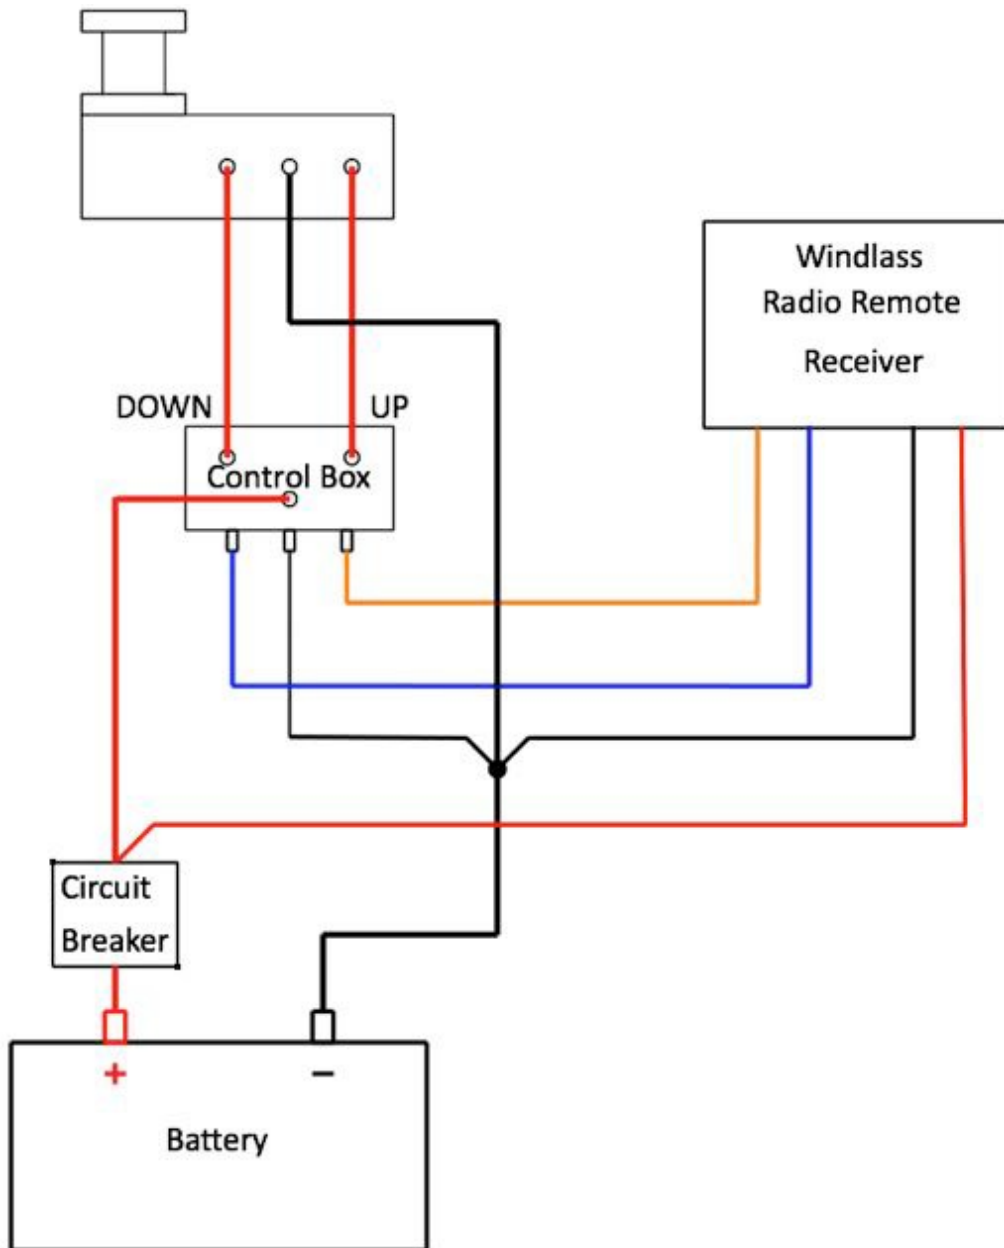 Windlass
Radio Remote
Receiver
DOWN
UP
Control Box
Circuit
Breaker
+
−
Battery